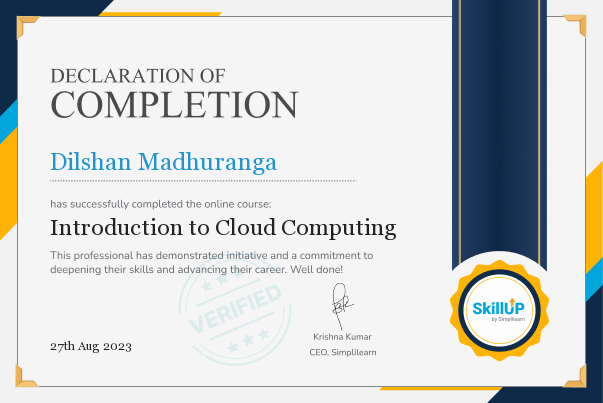 DECLARATION OF
COMPLETION
Dilshan Madhuranga
has successfully completed the online course:
Introduction to Cloud Computing
This professional has demonstrated initiative and a commitment to
deepening their skills and advancing their career. Well done!
VERIFIED
27th Aug 2023
Krishna Kumar
CEO, Simplilearn
SkillUP
by Simplilearn